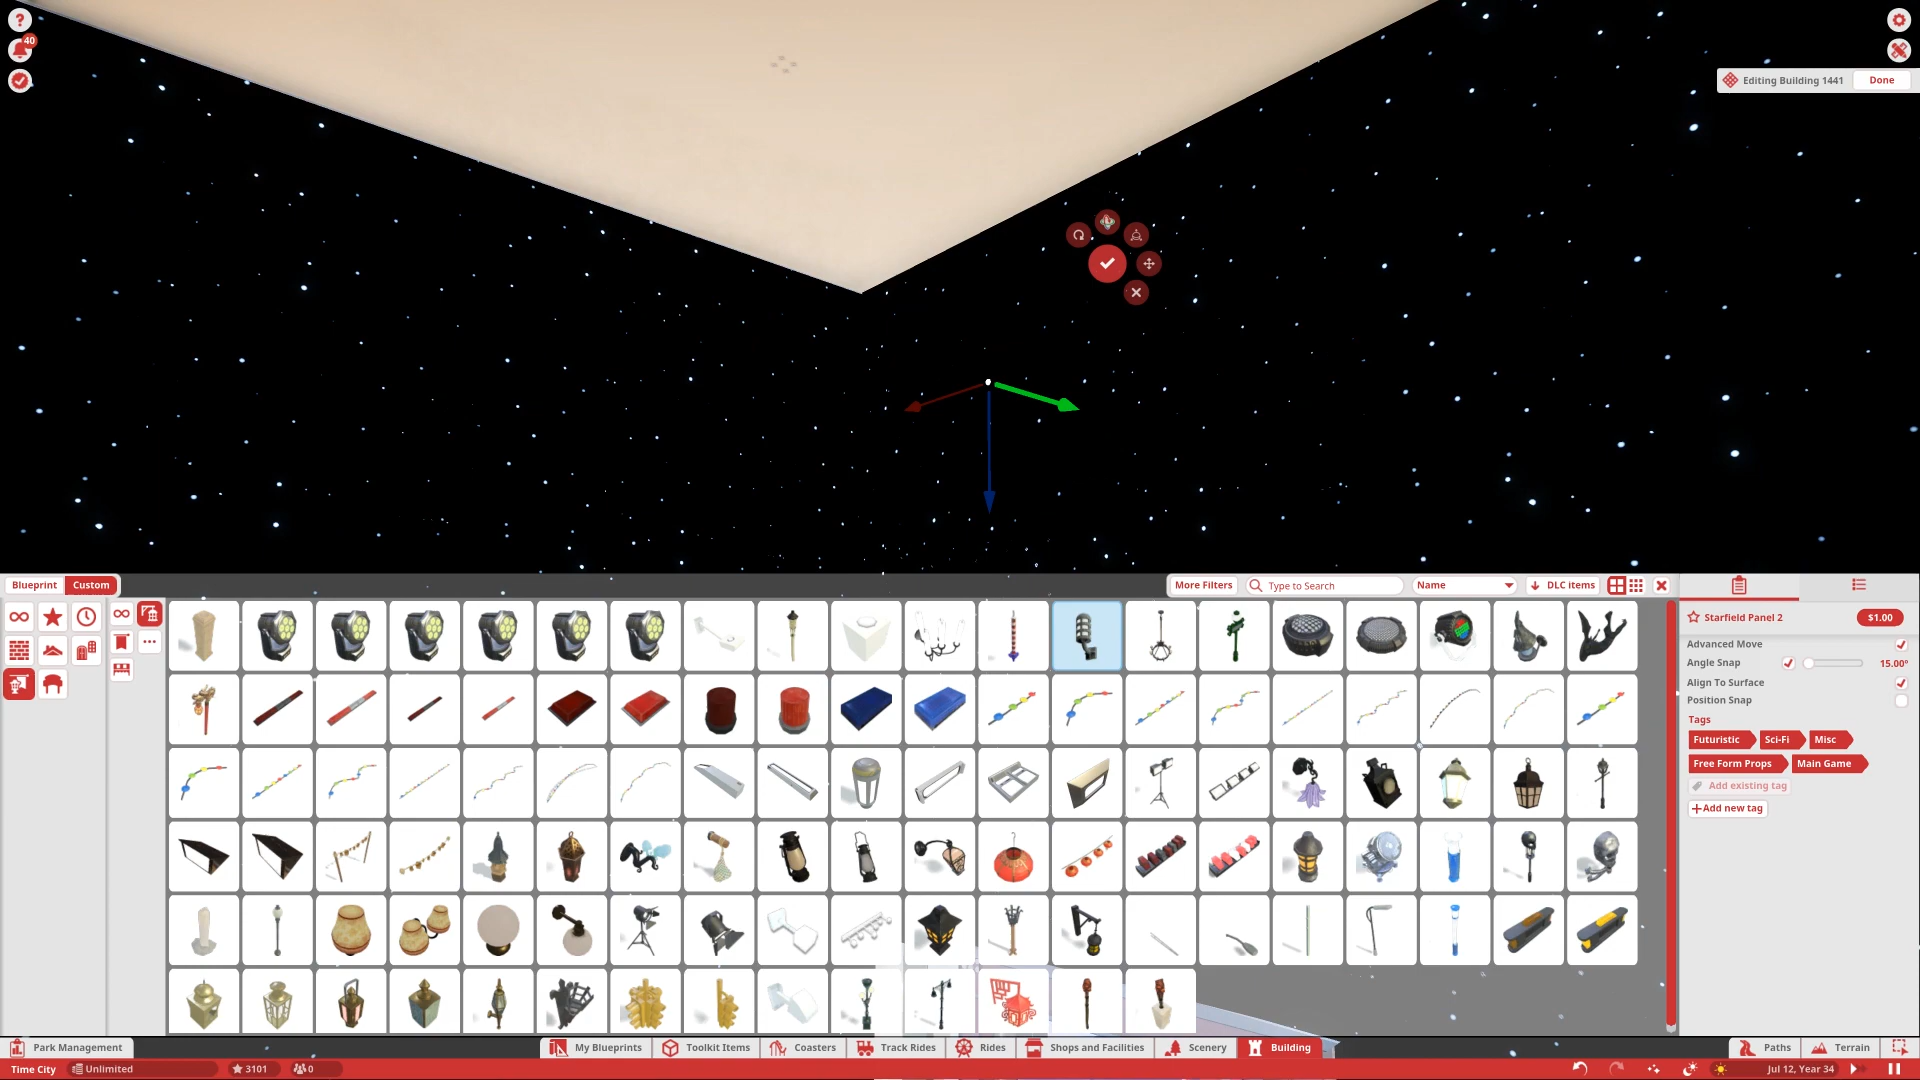 ?
40
Editing Building 1441 Done
Blueprint Custom
More Filters Type to Search Name DLC items
Starfield Panel 2 $1.00
Advanced Move
Angle Snap 15.00°
Align To Surface
Position Snap
Tags
Futuristic Sci-Fi Misc
Free Form Props Main Game
Add existing tag
+Add new tag
Park Management My Blueprints Toolkit Items Coasters Track Rides Rides Shops and Facilities Scenery Building Paths Terrain
Time City Unlimited 3101 0 Jul 12, Year 34